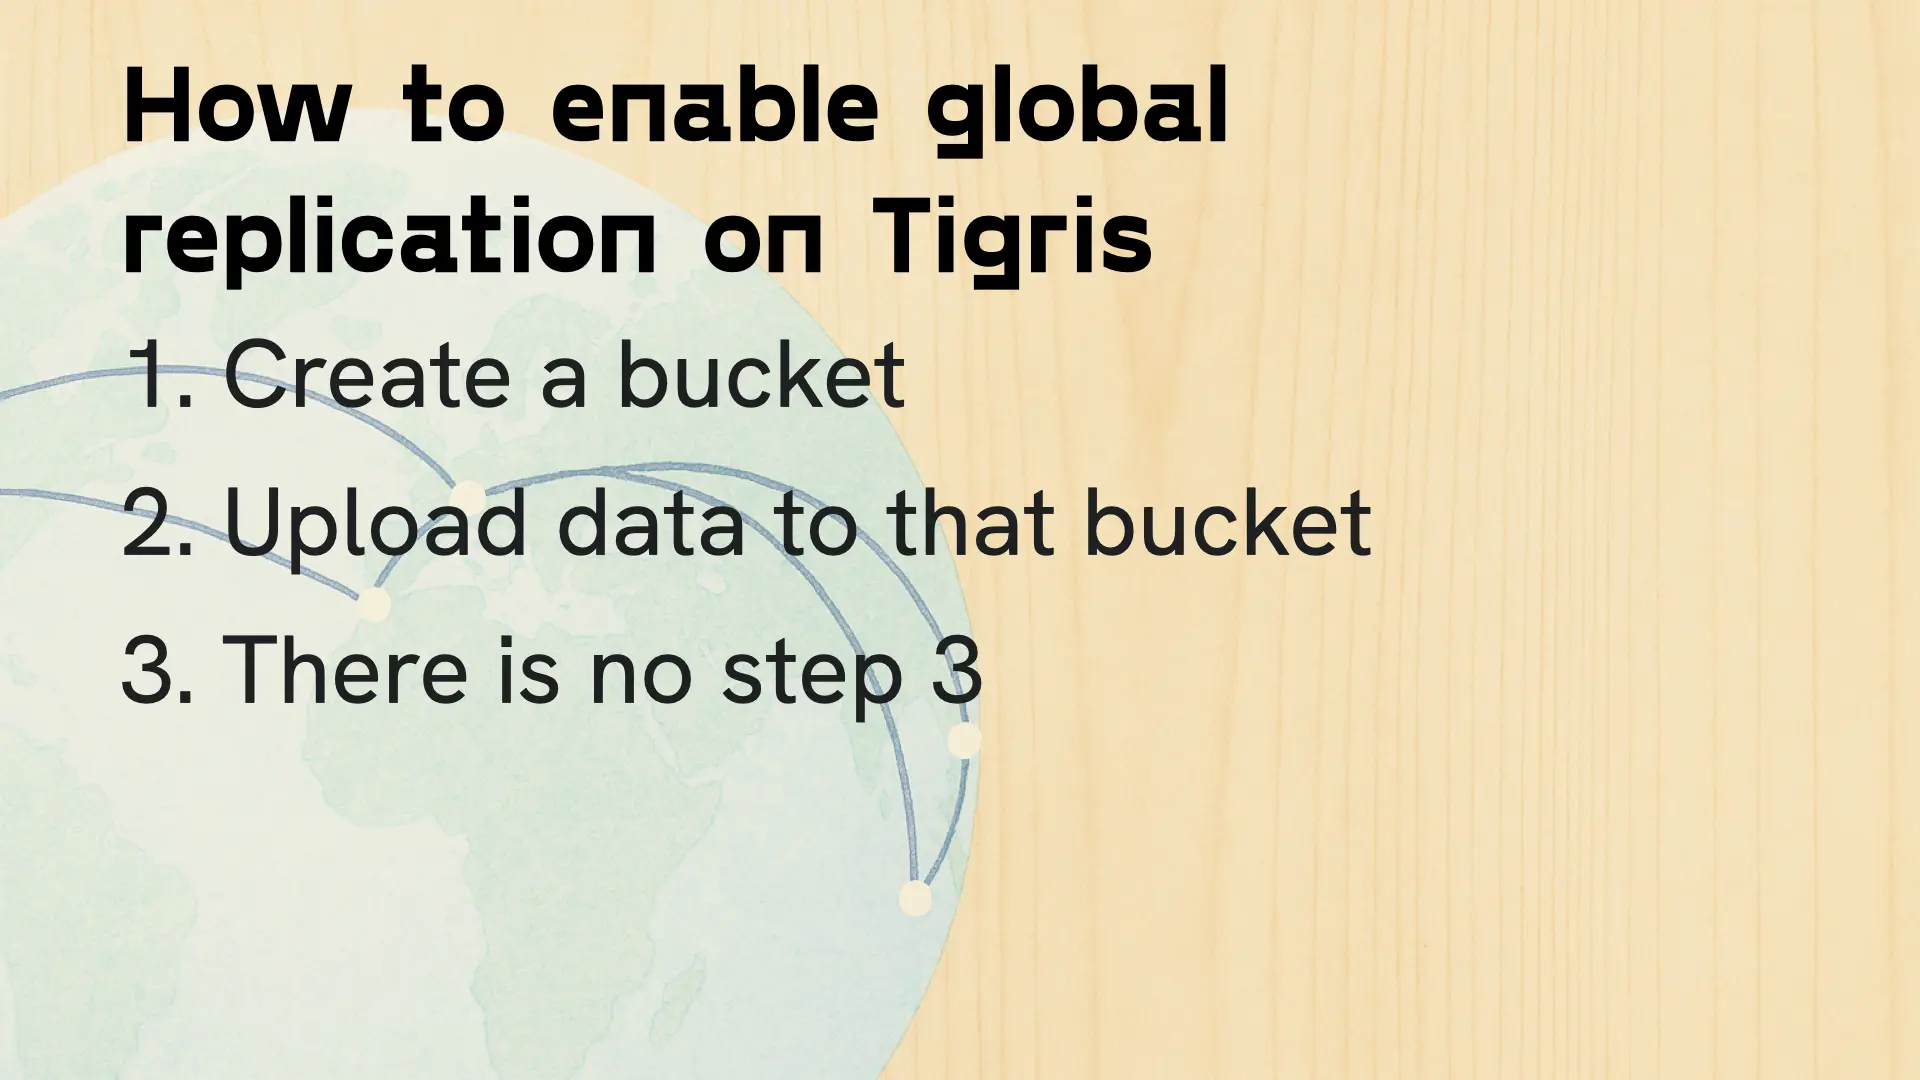 How to enable global
replication on Tigris
1. Create a bucket
2. Upload data to that bucket
3. There is no step 3